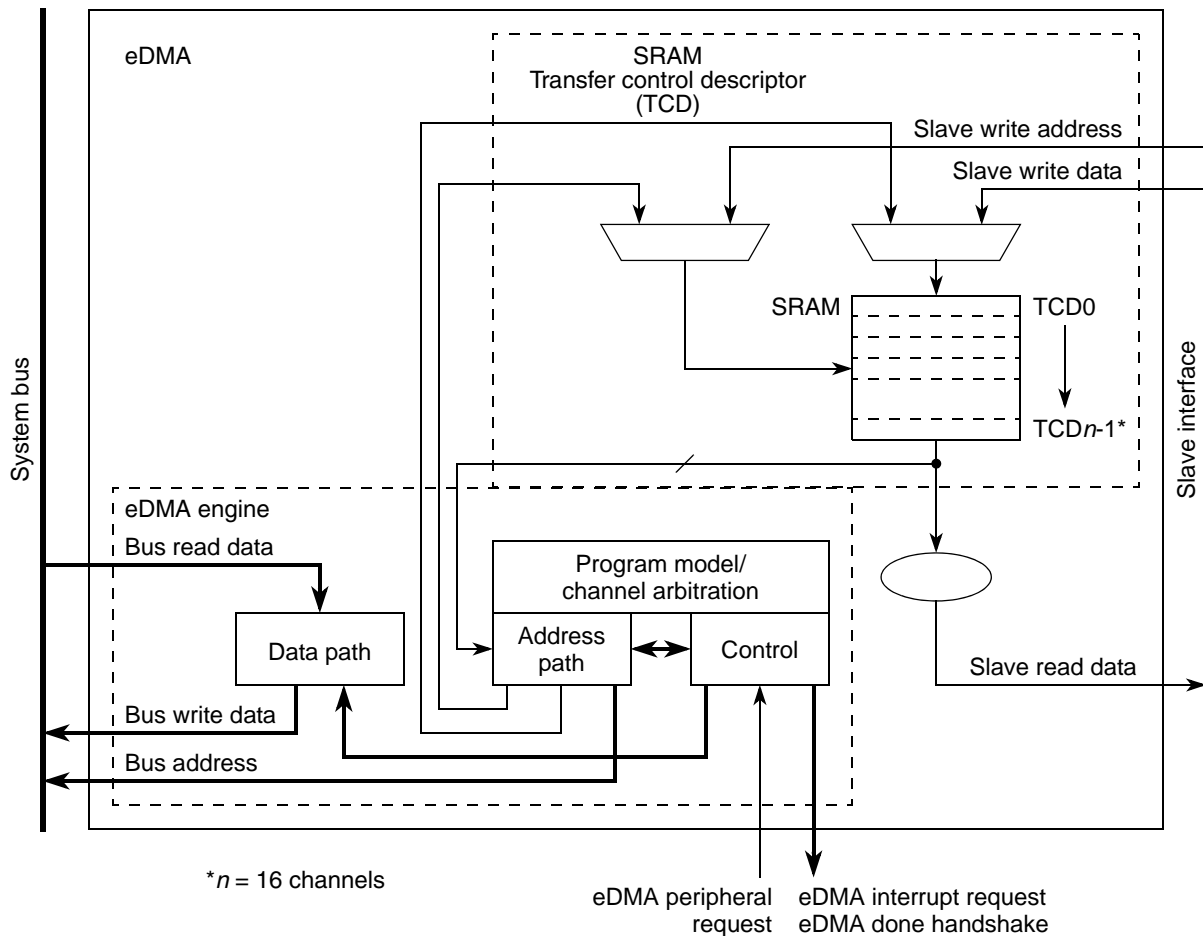 eDMA
SRAM
Transfer control descriptor
(TCD)
Slave write address
Slave write data
SRAM
TCD0
TCDn-1*
System bus
Slave interface
eDMA engine
Bus read data
Program model/
channel arbitration
Data path
Address
path
Control
Slave read data
Bus write data
Bus address
*n = 16 channels
eDMA peripheral
request
eDMA interrupt request
eDMA done handshake